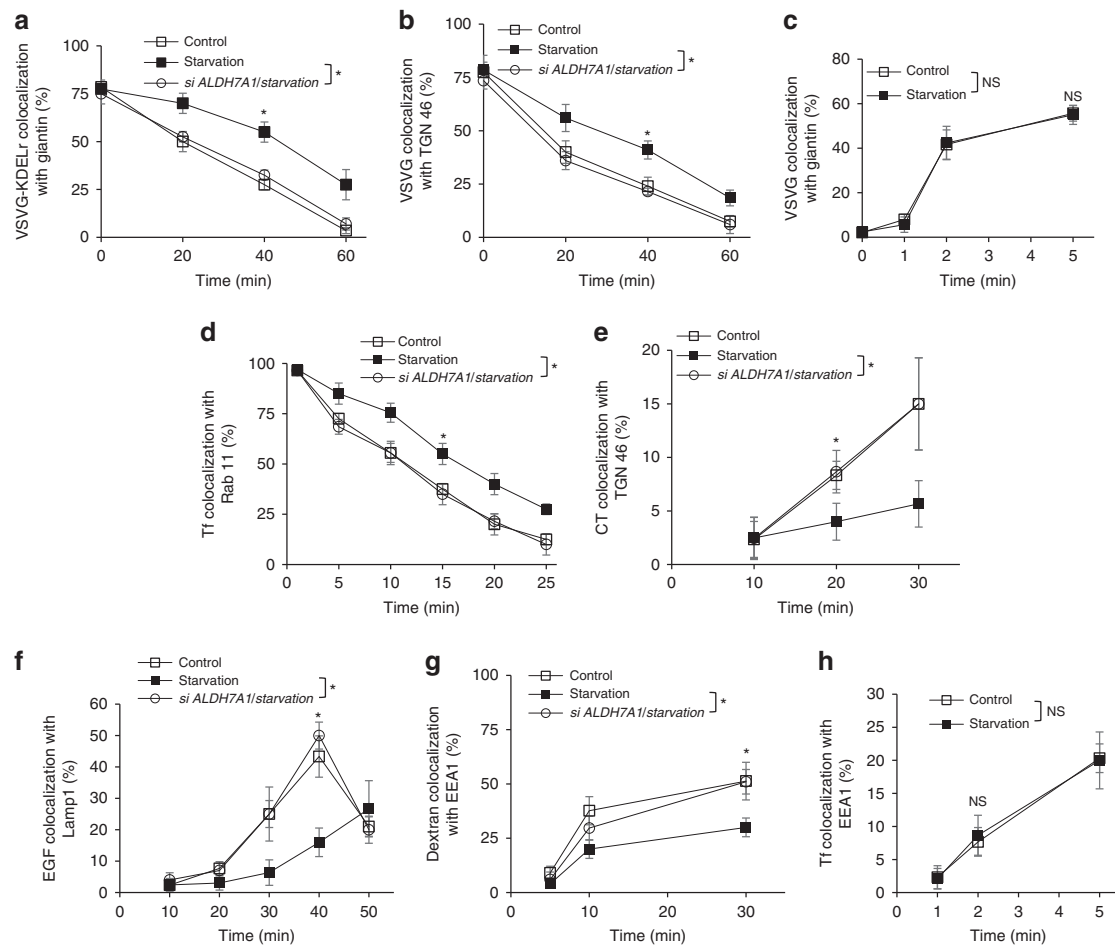 a
Control
Starvation
si ALDH7A1/starvation
*
*
VSVG-KDELr colocalization
with giantin (%)
100
75
50
25
0
0 20 40 60
Time (min)
b
Control
Starvation
si ALDH7A1/starvation
*
*
VSVG colocalization
with TGN 46 (%)
100
75
50
25
0
0 20 40 60
Time (min)
c
Control
Starvation
NS
NS
VSVG colocalization
with giantin (%)
80
60
40
20
0
0 1 2 3 4 5
Time (min)
d
Control
Starvation
si ALDH7A1/starvation
*
*
Tf colocalization with
Rab 11 (%)
100
75
50
25
0
0 5 10 15 20 25
Time (min)
e
Control
Starvation
si ALDH7A1/starvation
*
*
CT colocalization with
TGN 46 (%)
20
15
10
5
0
0 10 20 30
Time (min)
f
Control
Starvation
si ALDH7A1/starvation
*
*
EGF colocalization with
Lamp1 (%)
60
50
40
30
20
10
0
0 10 20 30 40 50
Time (min)
g
Control
Starvation
si ALDH7A1/starvation
*
*
Dextran colocalization
with EEA1 (%)
100
75
50
25
0
0 10 20 30
Time (min)
h
Control
Starvation
NS
NS
Tf colocalization with
EEA1 (%)
30
25
20
15
10
5
0
0 1 2 3 4 5
Time (min)